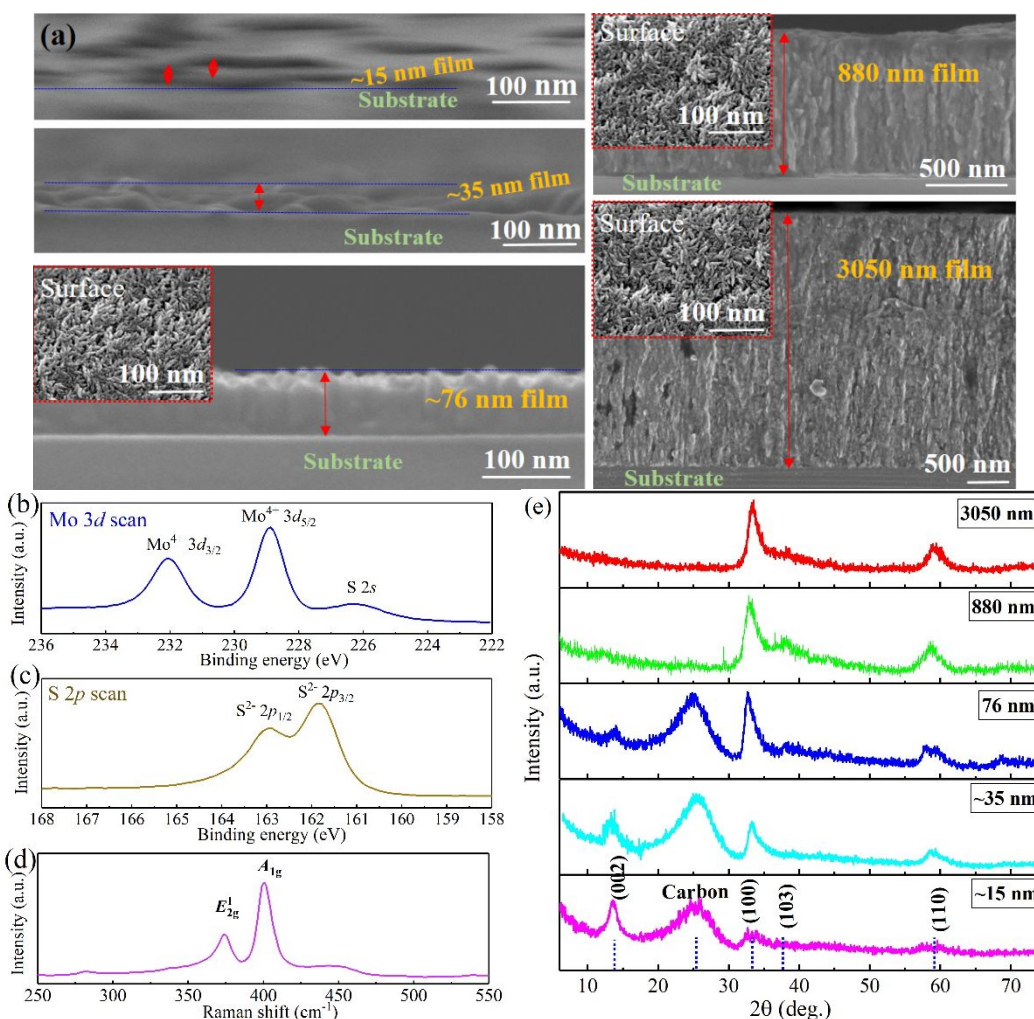 (a)
~15 nm film
Substrate
100 nm
~35 nm film
Substrate
100 nm
Surface
100 nm
~76 nm film
Substrate
100 nm
Surface
100 nm
880 nm film
Substrate
500 nm
Surface
100 nm
3050 nm film
Substrate
500 nm
(b)
Mo 3d scan
Mo⁴ 3d₃/₂
Mo⁴⁺ 3d₅/₂
S 2s
Intensity (a.u.)
236 234 232 230 228 226 224 222
Binding energy (eV)
(c)
S 2p scan
S²⁻ 2p₁/₂
S²⁻ 2p₃/₂
Intensity (a.u.)
168 167 166 165 164 163 162 161 160 159 158
Binding energy (eV)
(d)
E¹₂g
A₁g
Intensity (a.u.)
250 300 350 400 450 500 550
Raman shift (cm⁻¹)
(e)
3050 nm
880 nm
76 nm
~35 nm
~15 nm
(002)
Carbon
(100)
(103)
(110)
Intensity (a.u.)
10 20 30 40 50 60 70
2θ (deg.)